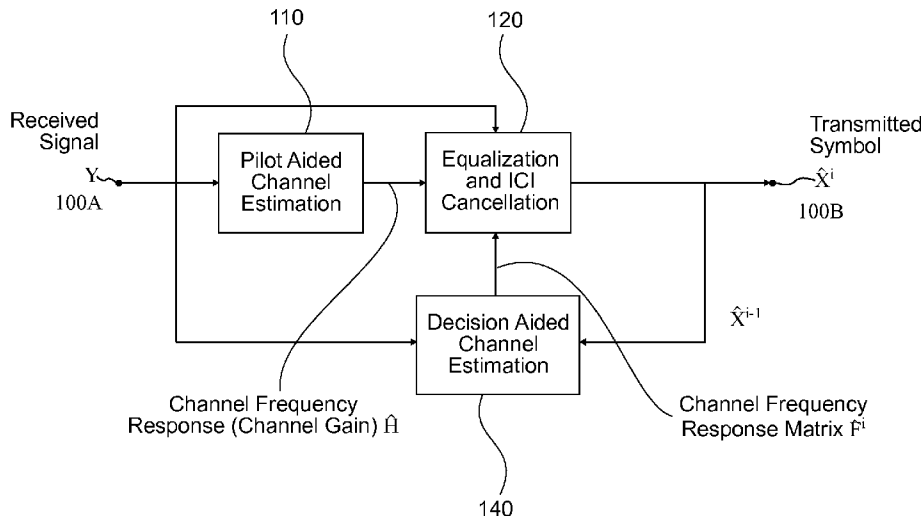 110
120
Received
Signal
Y
100A
Pilot Aided
Channel
Estimation
Equalization
and ICI
Cancellation
Transmitted
Symbol
X̂ⁱ
100B
Decision Aided
Channel
Estimation
X̂ⁱ⁻¹
Channel Frequency
Response (Channel Gain) Ĥ
Channel Frequency
Response Matrix F̂ⁱ
140